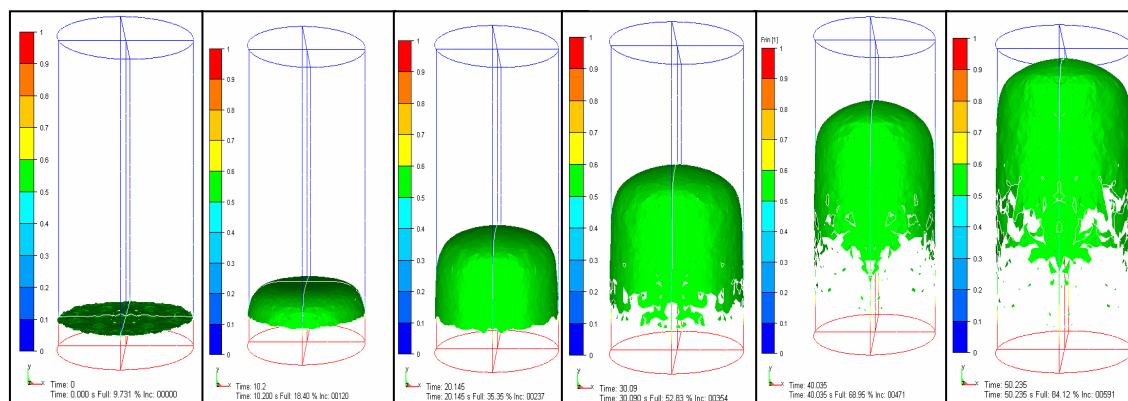 1
0.9
0.8
0.7
0.6
0.5
0.4
0.3
0.2
0.1
0
y
x
Time: 0
Time: 0.000 s Full: 9.731 % Inc: 00000
1
0.9
0.8
0.7
0.6
0.5
0.4
0.3
0.2
0.1
0
y
x
Time: 10.2
Time: 10.200 s Full: 18.40 % Inc: 00120
1
0.9
0.8
0.7
0.6
0.5
0.4
0.3
0.2
0.1
0
y
x
Time: 20.145
Time: 20.145 s Full: 35.35 % Inc: 00237
1
0.9
0.8
0.7
0.6
0.5
0.4
0.3
0.2
0.1
0
y
x
Time: 30.09
Time: 30.090 s Full: 52.83 % Inc: 00354
Frin [1]
1
0.9
0.8
0.7
0.6
0.5
0.4
0.3
0.2
0.1
0
y
x
Time: 40.035
Time: 40.035 s Full: 68.95 % Inc: 00471
1
0.9
0.8
0.7
0.6
0.5
0.4
0.3
0.2
0.1
0
y
x
Time: 50.235
Time: 50.235 s Full: 84.12 % Inc: 00591